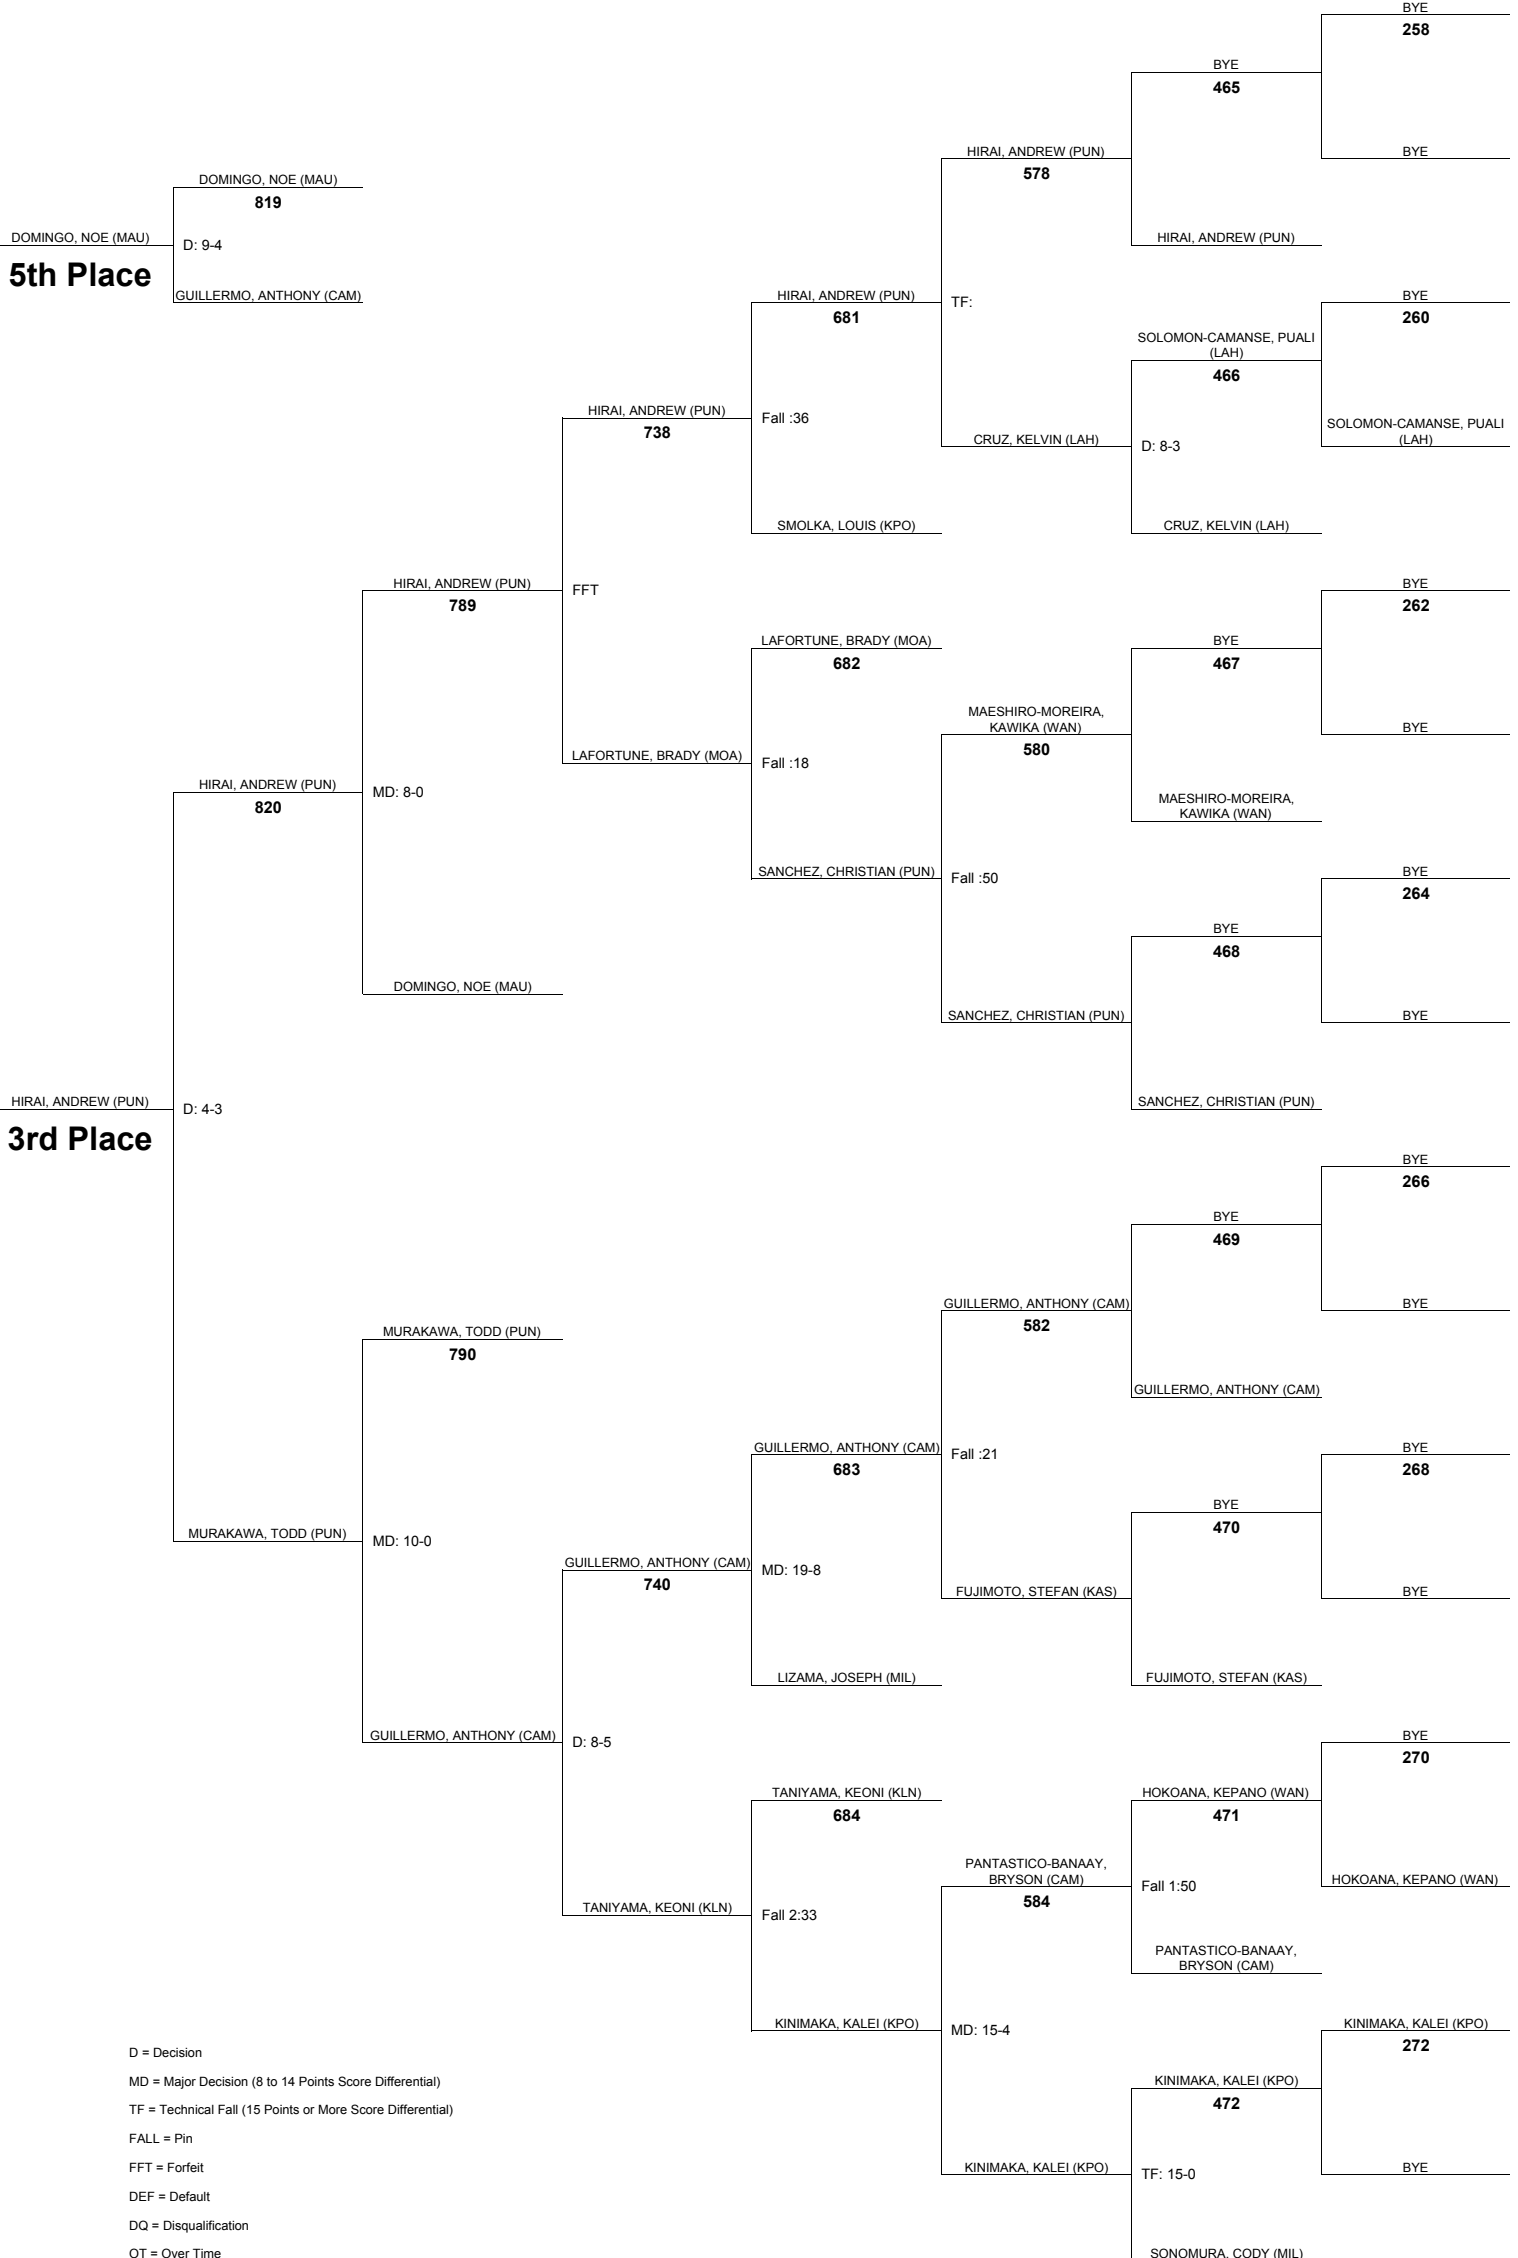 BYE
258
BYE
465
BYE
HIRAI, ANDREW (PUN)
578
DOMINGO, NOE (MAU)
819
DOMINGO, NOE (MAU)
D: 9-4
HIRAI, ANDREW (PUN)
5th Place
GUILLERMO, ANTHONY (CAM)
HIRAI, ANDREW (PUN)
681
TF:
BYE
260
SOLOMON-CAMANSE, PUALI
(LAH)
466
HIRAI, ANDREW (PUN)
738
Fall :36
SOLOMON-CAMANSE, PUALI
(LAH)
CRUZ, KELVIN (LAH)
D: 8-3
SMOLKA, LOUIS (KPO)
CRUZ, KELVIN (LAH)
HIRAI, ANDREW (PUN)
789
FFT
BYE
262
LAFORTUNE, BRADY (MOA)
682
BYE
467
MAESHIRO-MOREIRA,
KAWIKA (WAN)
580
BYE
LAFORTUNE, BRADY (MOA)
Fall :18
HIRAI, ANDREW (PUN)
820
MD: 8-0
MAESHIRO-MOREIRA,
KAWIKA (WAN)
SANCHEZ, CHRISTIAN (PUN)
Fall :50
BYE
264
BYE
468
DOMINGO, NOE (MAU)
SANCHEZ, CHRISTIAN (PUN)
BYE
HIRAI, ANDREW (PUN)
D: 4-3
SANCHEZ, CHRISTIAN (PUN)
3rd Place
BYE
266
BYE
469
GUILLERMO, ANTHONY (CAM)
582
BYE
MURAKAWA, TODD (PUN)
790
GUILLERMO, ANTHONY (CAM)
GUILLERMO, ANTHONY (CAM)
683
Fall :21
BYE
268
BYE
470
MURAKAWA, TODD (PUN)
MD: 10-0
GUILLERMO, ANTHONY (CAM)
740
MD: 19-8
FUJIMOTO, STEFAN (KAS)
BYE
LIZAMA, JOSEPH (MIL)
FUJIMOTO, STEFAN (KAS)
GUILLERMO, ANTHONY (CAM)
D: 8-5
BYE
270
TANIYAMA, KEONI (KLN)
684
HOKOANA, KEPANO (WAN)
471
PANTASTICO-BANAAY,
BRYSON (CAM)
584
Fall 1:50
HOKOANA, KEPANO (WAN)
TANIYAMA, KEONI (KLN)
Fall 2:33
PANTASTICO-BANAAY,
BRYSON (CAM)
KINIMAKA, KALEI (KPO)
MD: 15-4
KINIMAKA, KALEI (KPO)
272
KINIMAKA, KALEI (KPO)
472
KINIMAKA, KALEI (KPO)
TF: 15-0
BYE
SONOMURA, CODY (MIL)
D = Decision
MD = Major Decision (8 to 14 Points Score Differential)
TF = Technical Fall (15 Points or More Score Differential)
FALL = Pin
FFT = Forfeit
DEF = Default
DQ = Disqualification
OT = Over Time